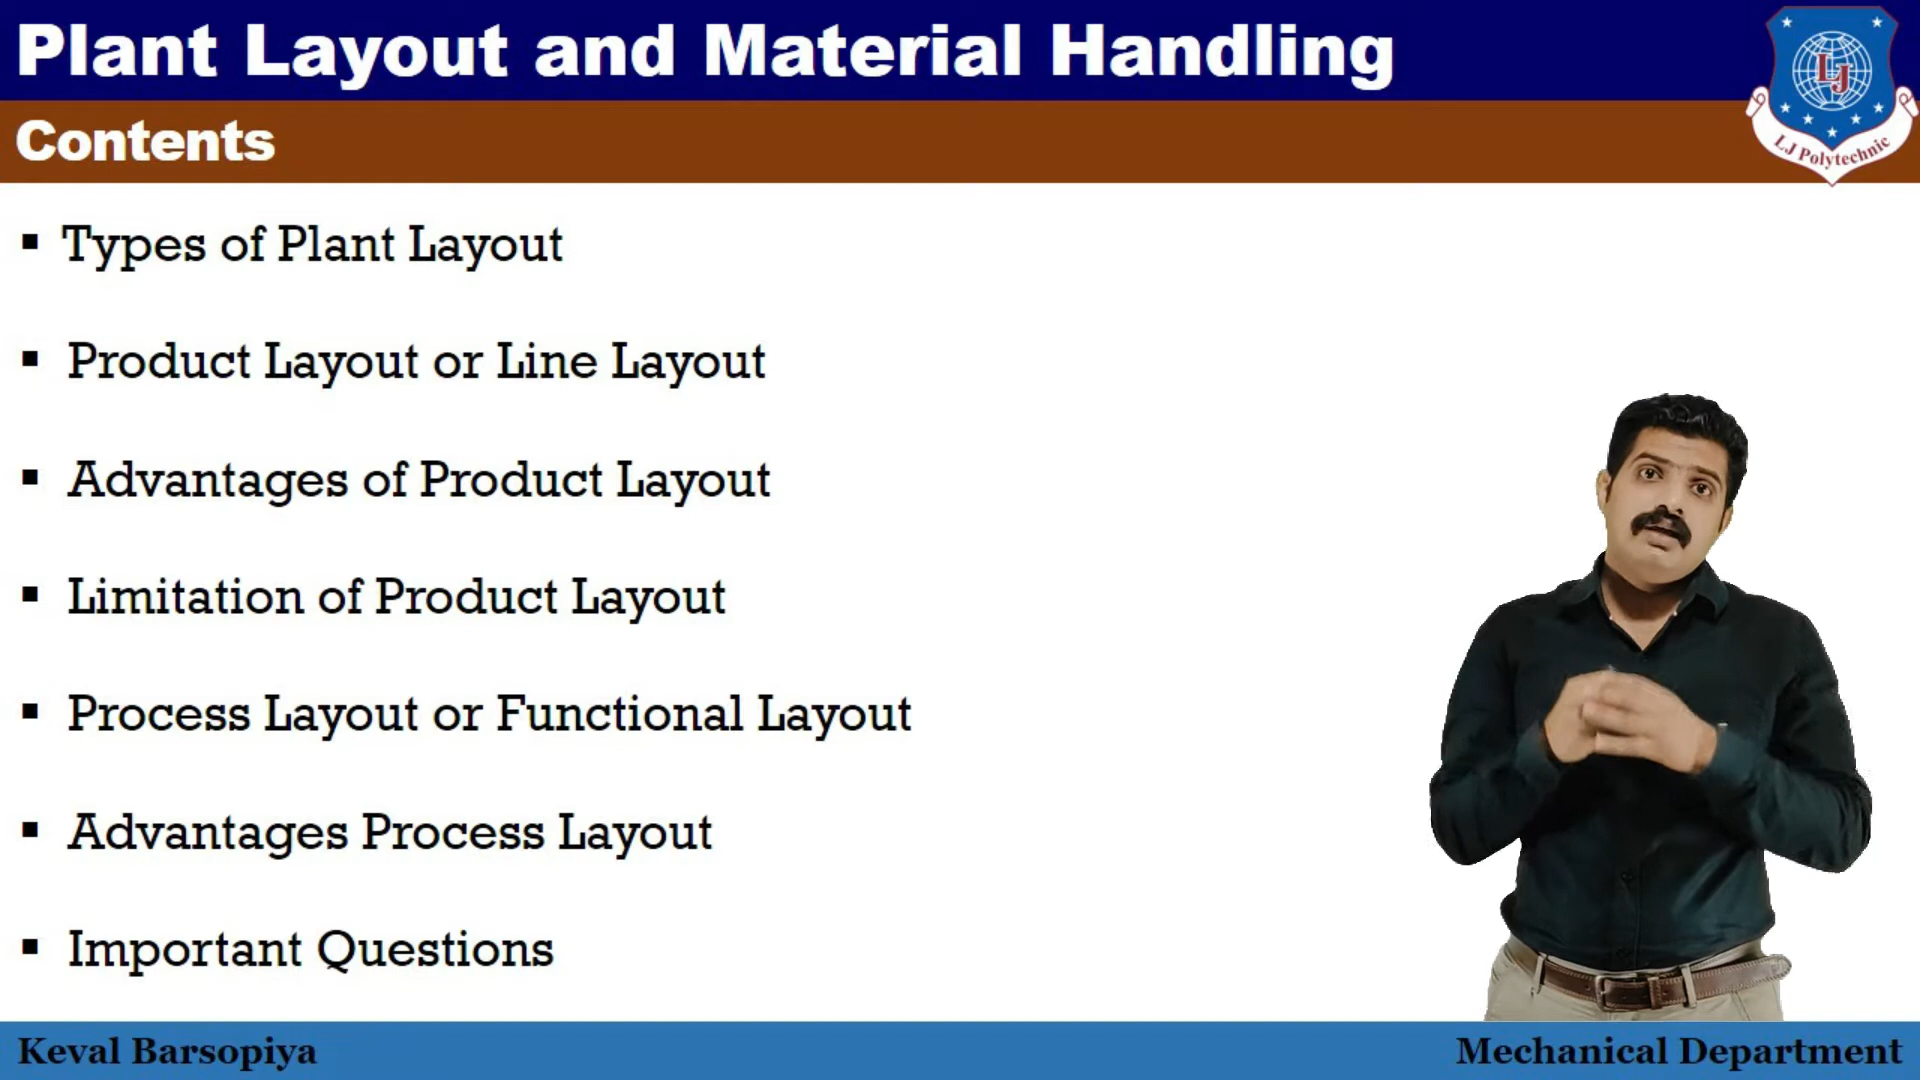 Plant Layout and Material Handling
Contents
LJ
LJ Polytechnic
▪ Types of Plant Layout
▪ Product Layout or Line Layout
▪ Advantages of Product Layout
▪ Limitation of Product Layout
▪ Process Layout or Functional Layout
▪ Advantages Process Layout
▪ Important Questions
Keval Barsopiya
Mechanical Department